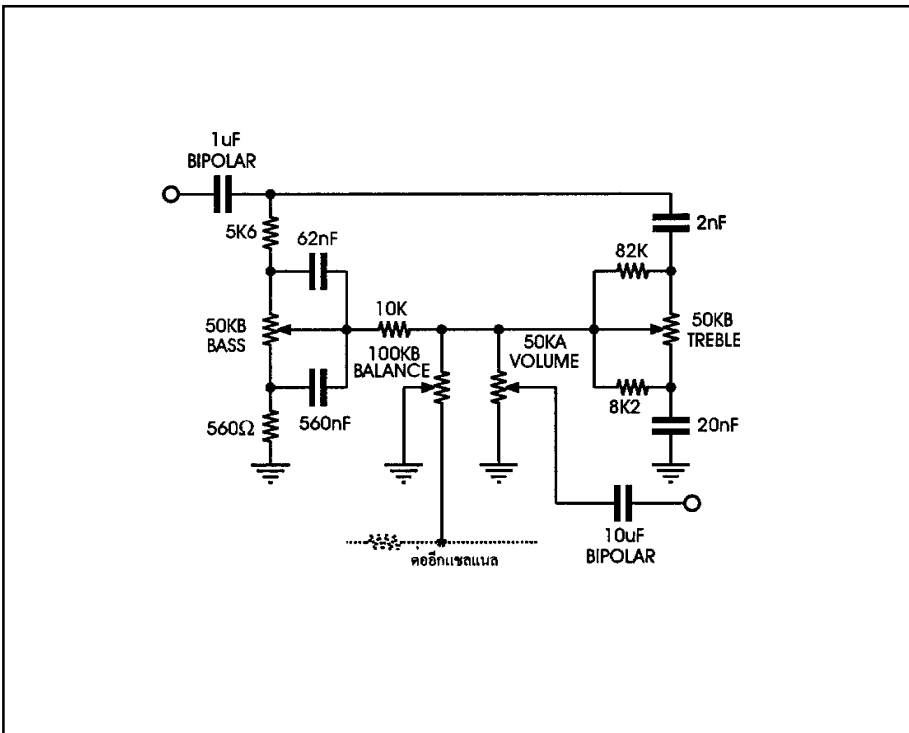 1uF
BIPOLAR
5K6
62nF
2nF
82K
10K
50KB
BASS
100KB
BALANCE
50KA
VOLUME
50KB
TREBLE
560nF
8K2
560Ω
20nF
10uF
BIPOLAR
ต่ออีกแชลแนล